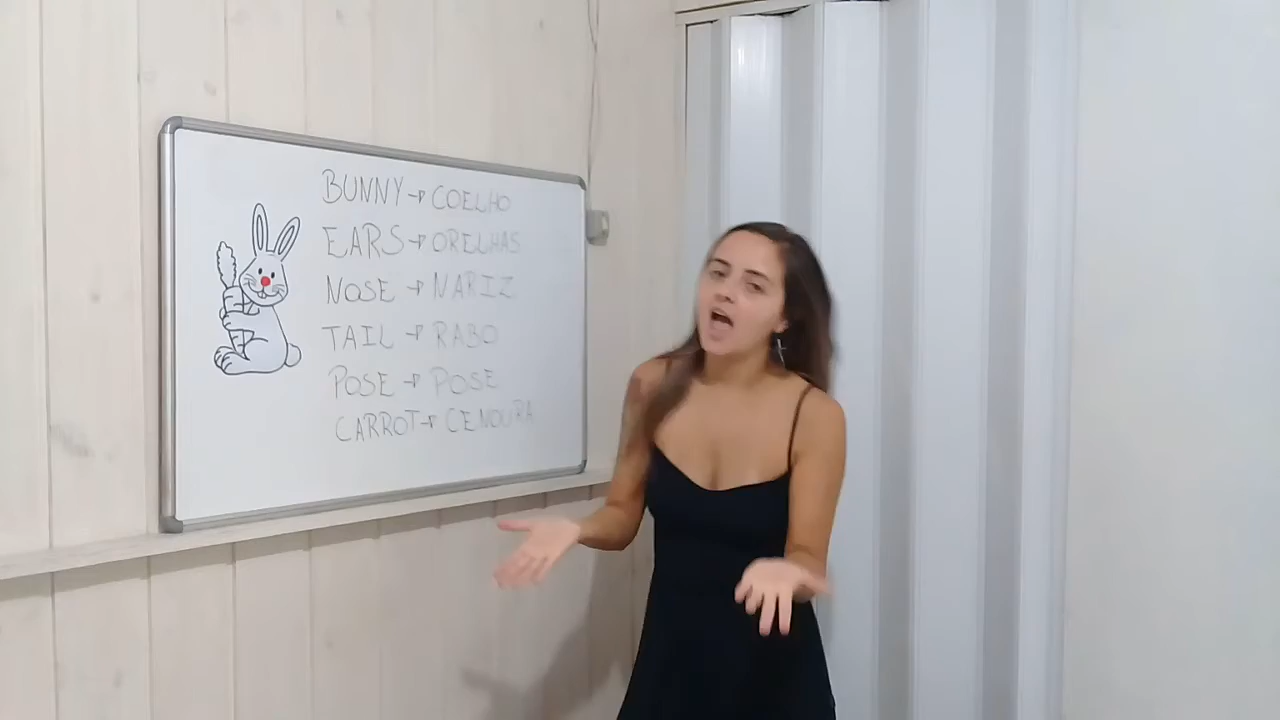 BUNNY → COELHO
EARS → ORELHAS
NOSE → NARIZ
TAIL → RABO
POSE → POSE
CARROT → CENOURA